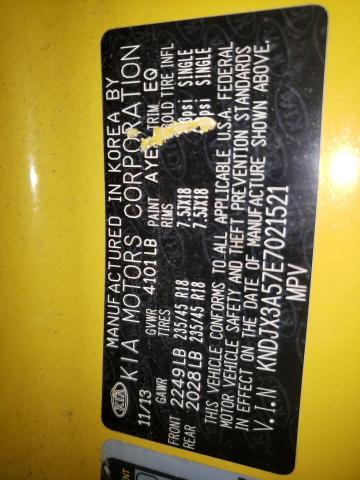 KIA
MANUFACTURED IN KOREA BY
KIA MOTORS CORPORATION
11/13 GVWR 4101LB PAINT AYE TRIM EQ
GAWR TIRES RIMS COLD TIRE INFL
FRONT 2249LB 235/45 R18 7.5JX18 psi SINGLE
REAR 2028LB 235/45 R18 7.5JX18 psi SINGLE
THIS VEHICLE CONFORMS TO ALL APPLICABLE U.S.A. FEDERAL
MOTOR VEHICLE SAFETY AND THEFT PREVENTION STANDARDS
IN EFFECT ON THE DATE OF MANUFACTURE SHOWN ABOVE.
V.I.N KNDJX3A57E7021521
MPV